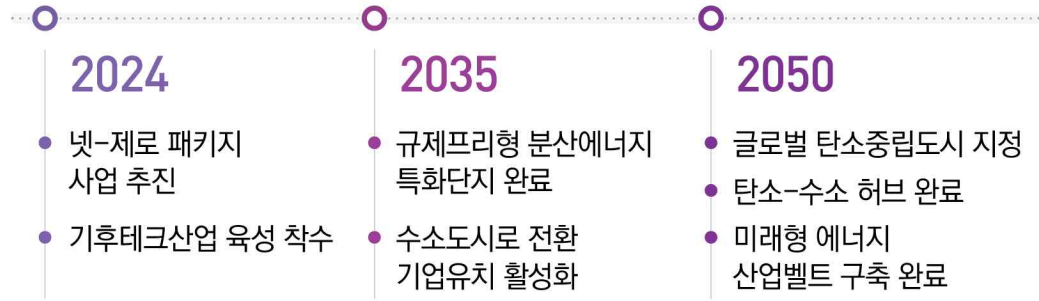 2024
넷-제로 패키지
사업 추진
기후테크산업 육성 착수
2035
규제프리형 분산에너지
특화단지 완료
수소도시로 전환
기업유치 활성화
2050
글로벌 탄소중립도시 지정
탄소-수소 허브 완료
미래형 에너지
산업벨트 구축 완료